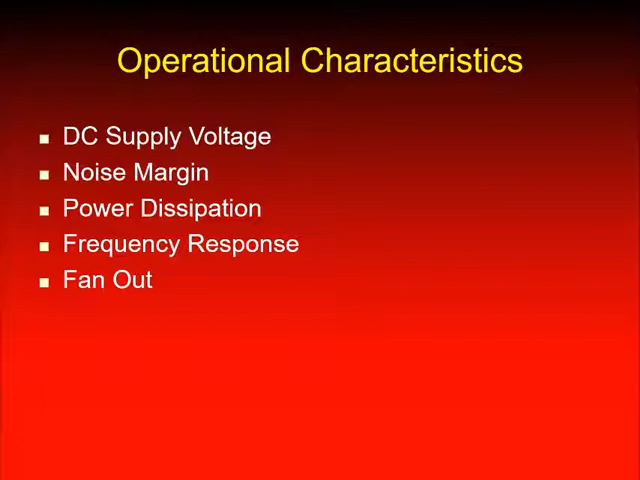 Operational Characteristics
DC Supply Voltage
Noise Margin
Power Dissipation
Frequency Response
Fan Out